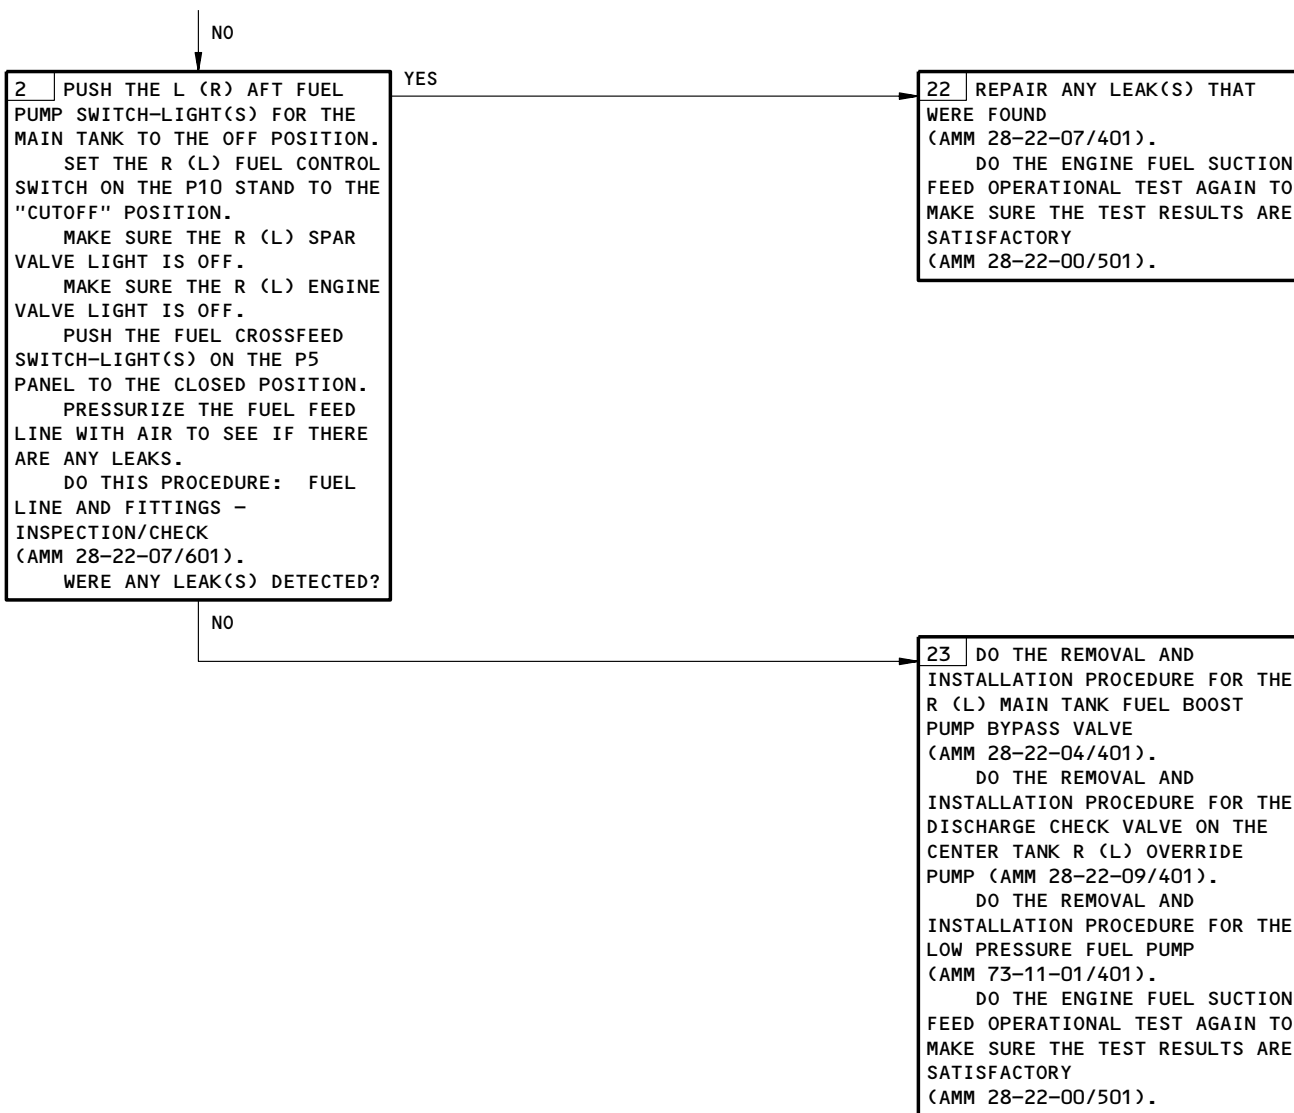 NO
2 PUSH THE L (R) AFT FUEL
PUMP SWITCH-LIGHT(S) FOR THE
MAIN TANK TO THE OFF POSITION.
SET THE R (L) FUEL CONTROL
SWITCH ON THE P10 STAND TO THE
"CUTOFF" POSITION.
MAKE SURE THE R (L) SPAR
VALVE LIGHT IS OFF.
MAKE SURE THE R (L) ENGINE
VALVE LIGHT IS OFF.
PUSH THE FUEL CROSSFEED
SWITCH-LIGHT(S) ON THE P5
PANEL TO THE CLOSED POSITION.
PRESSURIZE THE FUEL FEED
LINE WITH AIR TO SEE IF THERE
ARE ANY LEAKS.
DO THIS PROCEDURE: FUEL
LINE AND FITTINGS -
INSPECTION/CHECK
(AMM 28-22-07/601).
WERE ANY LEAK(S) DETECTED?
YES
22 REPAIR ANY LEAK(S) THAT
WERE FOUND
(AMM 28-22-07/401).
DO THE ENGINE FUEL SUCTION
FEED OPERATIONAL TEST AGAIN TO
MAKE SURE THE TEST RESULTS ARE
SATISFACTORY
(AMM 28-22-00/501).
NO
23 DO THE REMOVAL AND
INSTALLATION PROCEDURE FOR THE
R (L) MAIN TANK FUEL BOOST
PUMP BYPASS VALVE
(AMM 28-22-04/401).
DO THE REMOVAL AND
INSTALLATION PROCEDURE FOR THE
DISCHARGE CHECK VALVE ON THE
CENTER TANK R (L) OVERRIDE
PUMP (AMM 28-22-09/401).
DO THE REMOVAL AND
INSTALLATION PROCEDURE FOR THE
LOW PRESSURE FUEL PUMP
(AMM 73-11-01/401).
DO THE ENGINE FUEL SUCTION
FEED OPERATIONAL TEST AGAIN TO
MAKE SURE THE TEST RESULTS ARE
SATISFACTORY
(AMM 28-22-00/501).